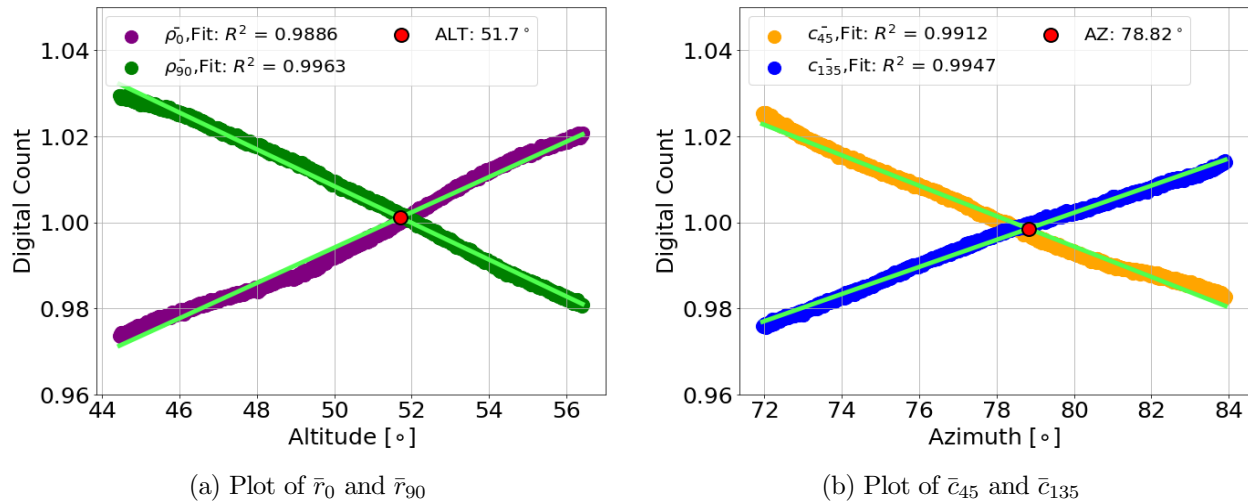 1.04
1.02
1.00
0.98
0.96
Digital Count
ρ̄₀,Fit: R² = 0.9886
ρ̄₉₀,Fit: R² = 0.9963
ALT: 51.7°
44 46 48 50 52 54 56
Altitude [∘]
(a) Plot of r̄₀ and r̄₉₀
1.04
1.02
1.00
0.98
0.96
Digital Count
c̄₄₅,Fit: R² = 0.9912
c̄₁₃₅,Fit: R² = 0.9947
AZ: 78.82°
72 74 76 78 80 82 84
Azimuth [∘]
(b) Plot of c̄₄₅ and c̄₁₃₅